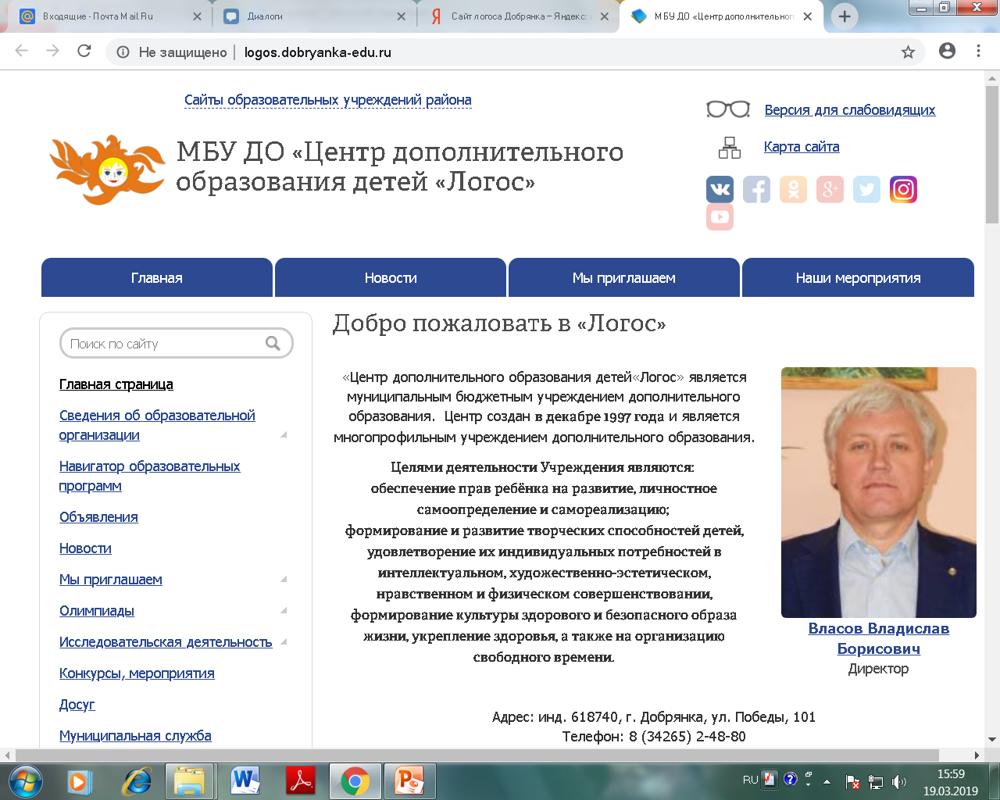 Входящие - Почта Mail.Ru
Диалоги
Сайт логоса Добрянка – Яндекс:
МБУ ДО «Центр дополнительног
Не защищено | logos.dobryanka-edu.ru
Сайты образовательных учреждений района
Версия для слабовидящих
Карта сайта
МБУ ДО «Центр дополнительного
образования детей «Логос»
Главная
Новости
Мы приглашаем
Наши мероприятия
Поиск по сайту
Главная страница
Сведения об образовательной
организации
Навигатор образовательных
программ
Объявления
Новости
Мы приглашаем
Олимпиады
Исследовательская деятельность
Конкурсы, мероприятия
Досуг
Муниципальная служба
Добро пожаловать в «Логос»
«Центр дополнительного образования детей«Логос» является
муниципальным бюджетным учреждением дополнительного
образования. Центр создан в декабре 1997 года и является
многопрофильным учреждением дополнительного образования.
Целями деятельности Учреждения являются:
обеспечение прав ребёнка на развитие, личностное
самоопределение и самореализацию;
формирование и развитие творческих способностей детей,
удовлетворение их индивидуальных потребностей в
интеллектуальном, художественно-эстетическом,
нравственном и физическом совершенствовании,
формирование культуры здорового и безопасного образа
жизни, укрепление здоровья, а также на организацию
свободного времени.
Власов Владислав
Борисович
Директор
Адрес: инд. 618740, г. Добрянка, ул. Победы, 101
Телефон: 8 (34265) 2-48-80
RU
15:59
19.03.2019